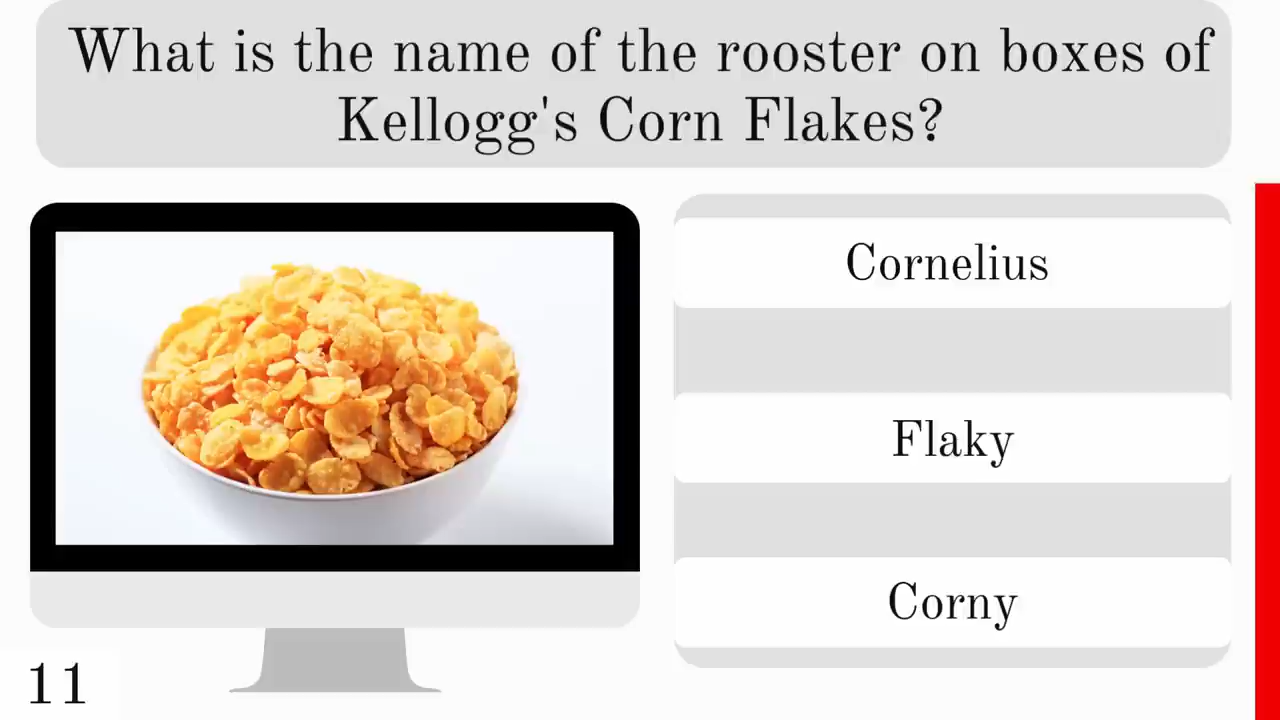 What is the name of the rooster on boxes of
Kellogg's Corn Flakes?
Cornelius
Flaky
Corny
11